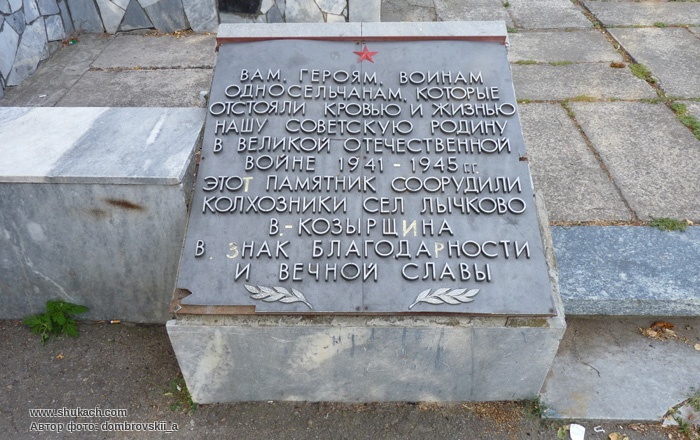 ВАМ, ГЕРОЯМ, ВОИНАМ
ОДНОСЕЛЬЧАНАМ, КОТОРЫЕ
ОТСТОЯЛИ КРОВЬЮ И ЖИЗНЬЮ
НАШУ СОВЕТСКУЮ РОДИНУ
В ВЕЛИКОЙ ОТЕЧЕСТВЕННОЙ
ВОЙНЕ 1941 - 1945 г.г.
ЭТОТ ПАМЯТНИК СООРУДИЛИ
КОЛХОЗНИКИ СЕЛ ЛЫЧКОВО
В.-КОЗЫРЩИНА
В ЗНАК БЛАГОДАРНОСТИ
И ВЕЧНОЙ СЛАВЫ
www.shukach.com
Автор фото: dombrovskii_a